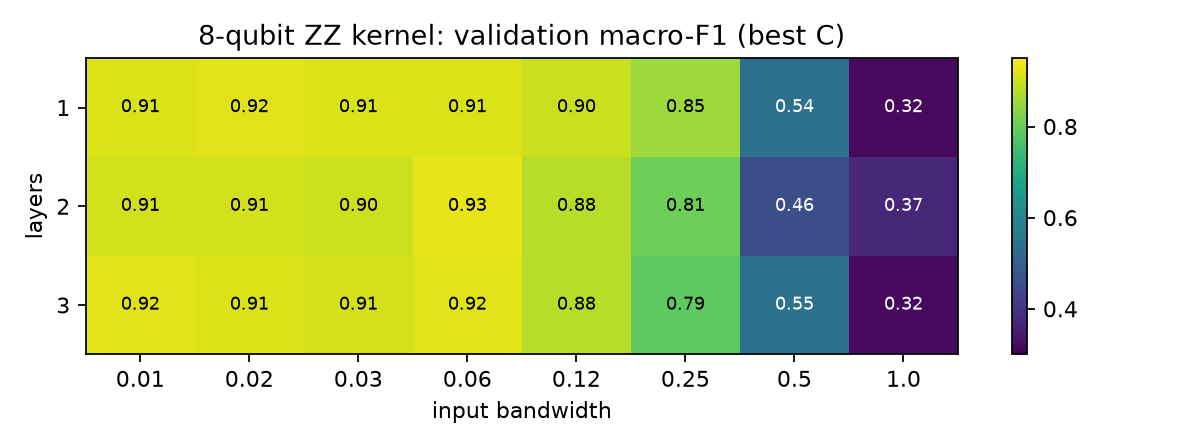 8-qubit ZZ kernel: validation macro-F1 (best C)
layers
1 0.91 0.92 0.91 0.91 0.90 0.85 0.54 0.32
2 0.91 0.91 0.90 0.93 0.88 0.81 0.46 0.37
3 0.92 0.91 0.91 0.92 0.88 0.79 0.55 0.32
0.01 0.02 0.03 0.06 0.12 0.25 0.5 1.0
input bandwidth
0.8
0.6
0.4